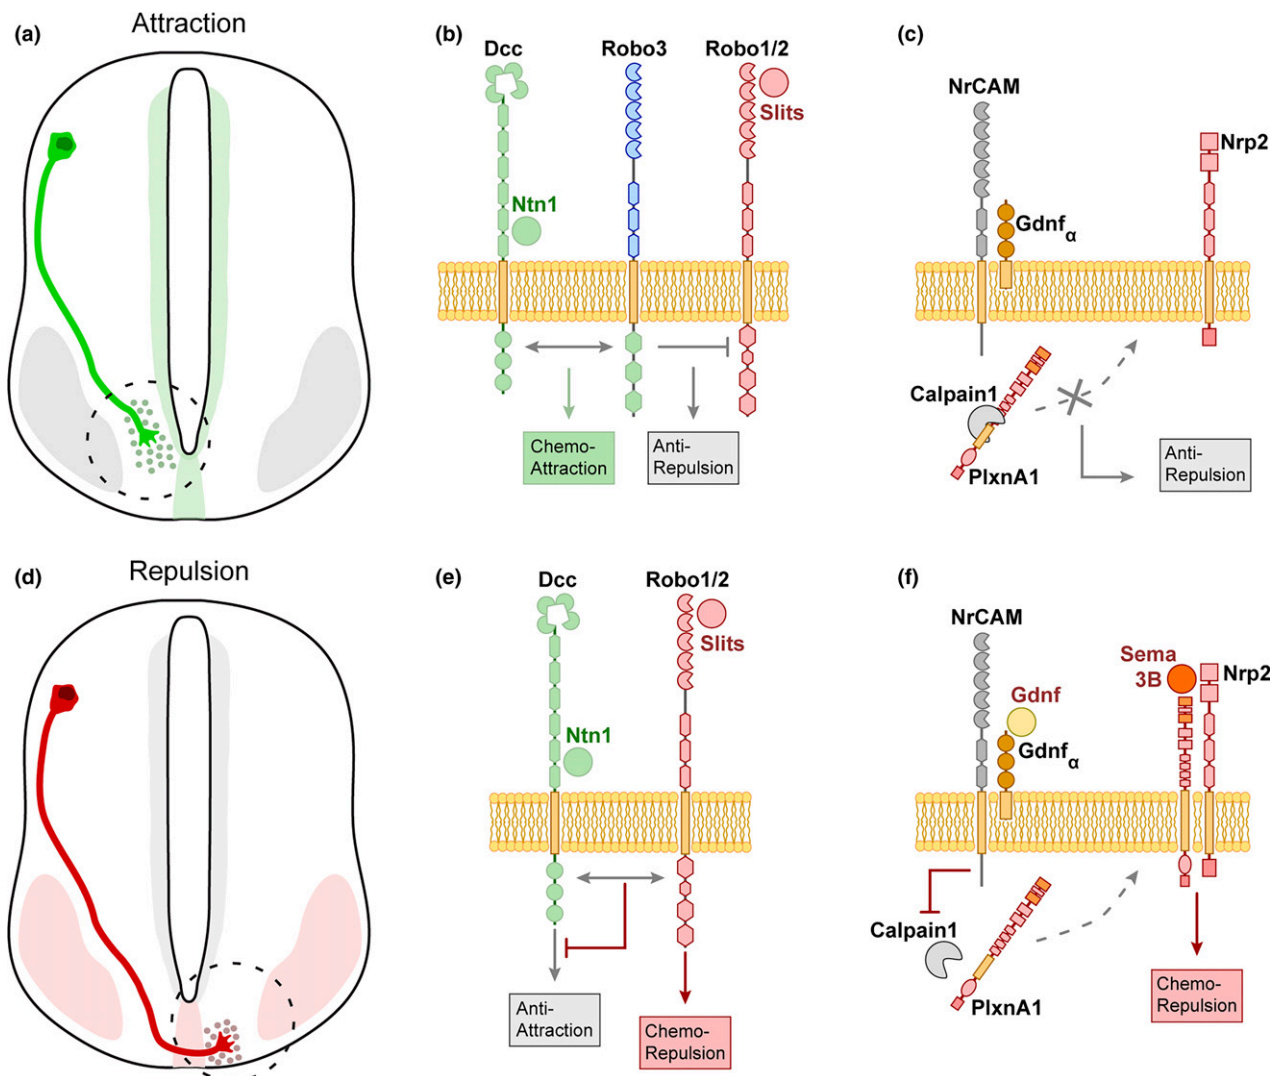 (a)
Attraction
(b)
Dcc
Robo3
Robo1/2
Slits
Ntn1
Chemo-
Attraction
Anti-
Repulsion
(c)
NrCAM
Nrp2
Gdnfα
Calpain1
PlxnA1
Anti-
Repulsion
(d)
Repulsion
(e)
Dcc
Robo1/2
Slits
Ntn1
Anti-
Attraction
Chemo-
Repulsion
(f)
NrCAM
Sema
3B
Nrp2
Gdnf
Gdnfα
Calpain1
PlxnA1
Chemo-
Repulsion